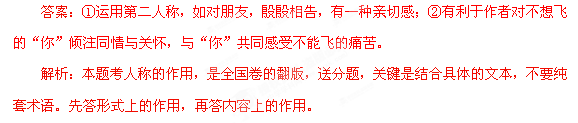 答案：①运用第二人称，如对朋友，殷殷相告，有一种亲切感；②有利于作者对不想飞
的“你”倾注同情与关怀，与“你”共同感受不能飞的痛苦。
解析：本题考人称的作用，是全国卷的翻版，送分题，关键是结合具体的文本，不要纯
套术语。先答形式上的作用，再答内容上的作用。